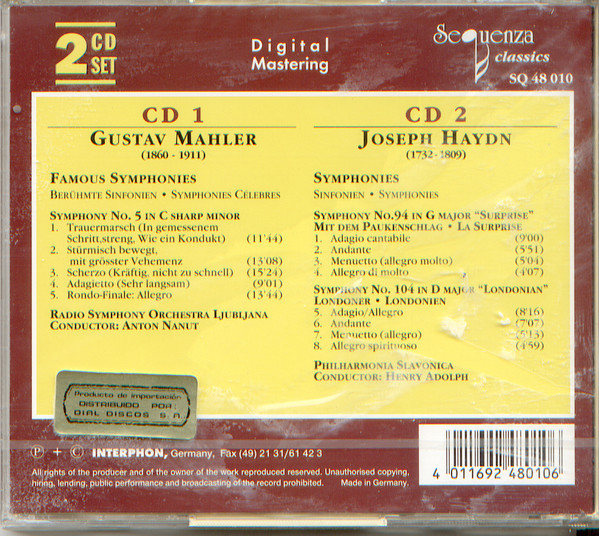 2 CD SET
Digital
Mastering
Sequenza
classics
SQ 48 010
CD 1
GUSTAV MAHLER
(1860 - 1911)
FAMOUS SYMPHONIES
BERÜHMTE SINFONIEN • SYMPHONIES CÉLEBRES
SYMPHONY NO. 5 IN C SHARP MINOR
1. Trauermarsch (In gemessenem
Schritt,streng, Wie ein Kondukt) (11'44)
2. Stürmisch bewegt,
mit grösster Vehemenz (13'08)
3. Scherzo (Kräftig, nicht zu schnell) (15'24)
4. Adagietto (Sehr langsam) (9'01)
5. Rondo-Finale: Allegro (13'44)
RADIO SYMPHONY ORCHESTRA LJUBLJANA
CONDUCTOR: ANTON NANUT
CD 2
JOSEPH HAYDN
(1732 - 1809)
SYMPHONIES
SINFONIEN • SYMPHONIES
SYMPHONY NO.94 IN G MAJOR "SURPRISE"
MIT DEM PAUKENSCHLAG • LA SURPRISE
1. Adagio cantabile (9'00)
2. Andante (5'51)
3. Menuetto (allegro molto) (5'04)
4. Allegro di molto (4'07)
SYMPHONY NO. 104 IN D MAJOR "LONDONIAN"
LONDONER • LONDONIEN
5. Adagio/Allegro (8'16)
6. Andante (7'07)
7. Menuetto (allegro) (5'13)
8. Allegro spirituoso (4'59)
PHILHARMONIA SLAVONICA
CONDUCTOR: HENRY ADOLPH
Producto de importación
DISTRIBUIDO POR:
DIAL DISCOS S.A.
℗ + © INTERPHON, Germany, Fax (49) 21 31/61 42 3
All rights of the producer and of the owner of the work reproduced reserved. Unauthorised copying,
hiring, lending, public performance and broadcasting of the record prohibited. Made in Germany.
4 011692 480106